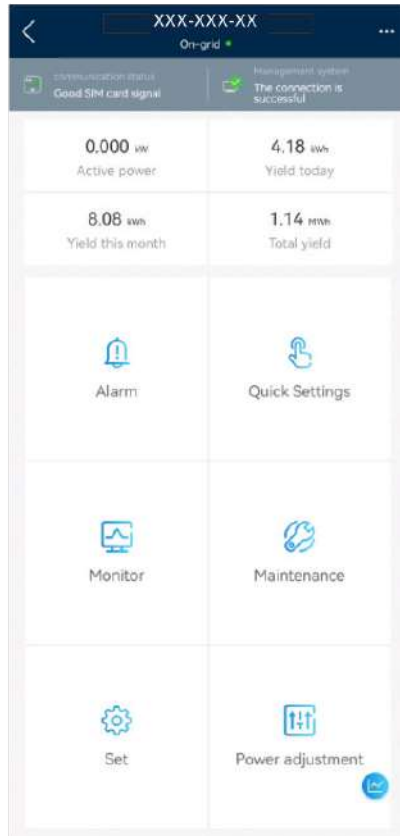 XXX-XXX-XX
On-grid
communication status
Good SIM card signal
Management system
The connection is
successful
0.000 kW
Active power
4.18 kWh
Yield today
8.08 kWh
Yield this month
1.14 MWh
Total yield
Alarm
Quick Settings
Monitor
Maintenance
Set
Power adjustment